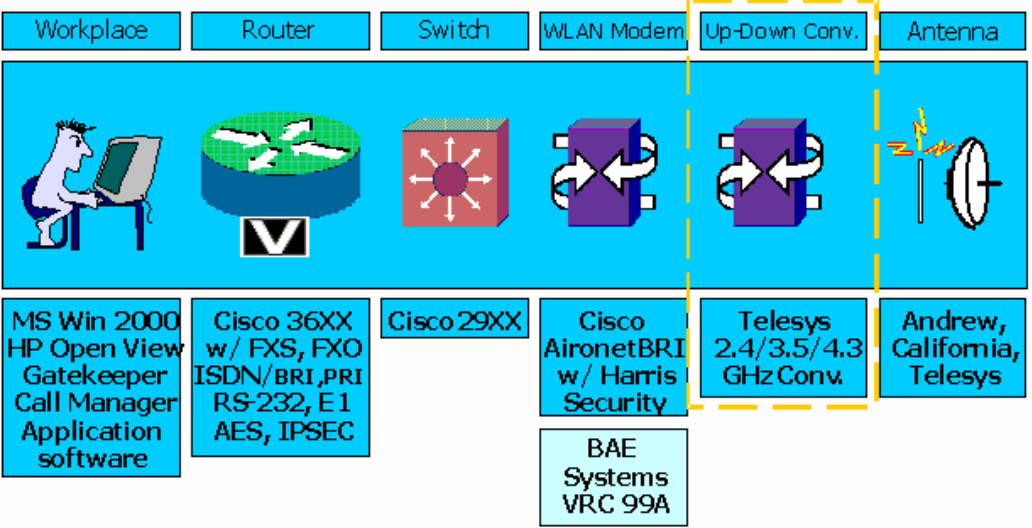 Workplace
Router
Switch
WLAN Modem
Up-Down Conv.
Antenna
V
MS Win 2000
HP Open View
Gatekeeper
Call Manager
Application
software
Cisco 36XX
w/ FXS, FXO
ISDN/BRI,PRI
RS-232, E1
AES, IPSEC
Cisco 29XX
Cisco
AironetBRI
w/ Harris
Security
BAE
Systems
VRC 99A
Telesys
2.4/3.5/4.3
GHz Conv.
Andrew,
California,
Telesys